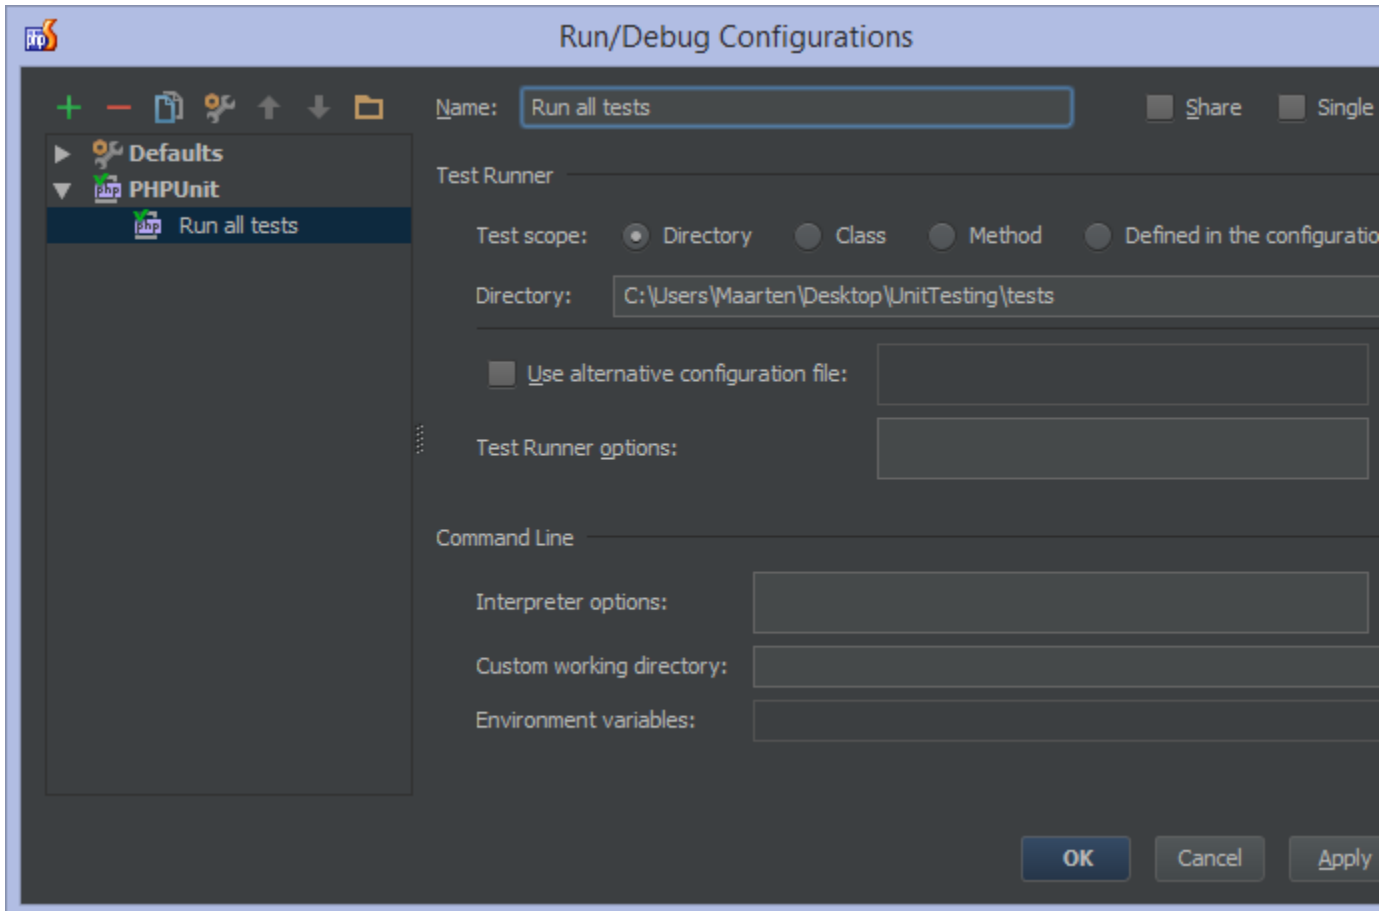 Run/Debug Configurations
Name: Run all tests Share Single
Defaults
PHPUnit
Run all tests
Test Runner
Test scope: Directory Class Method Defined in the configuratio
Directory: C:\Users\Maarten\Desktop\UnitTesting\tests
Use alternative configuration file:
Test Runner options:
Command Line
Interpreter options:
Custom working directory:
Environment variables:
OK Cancel Apply